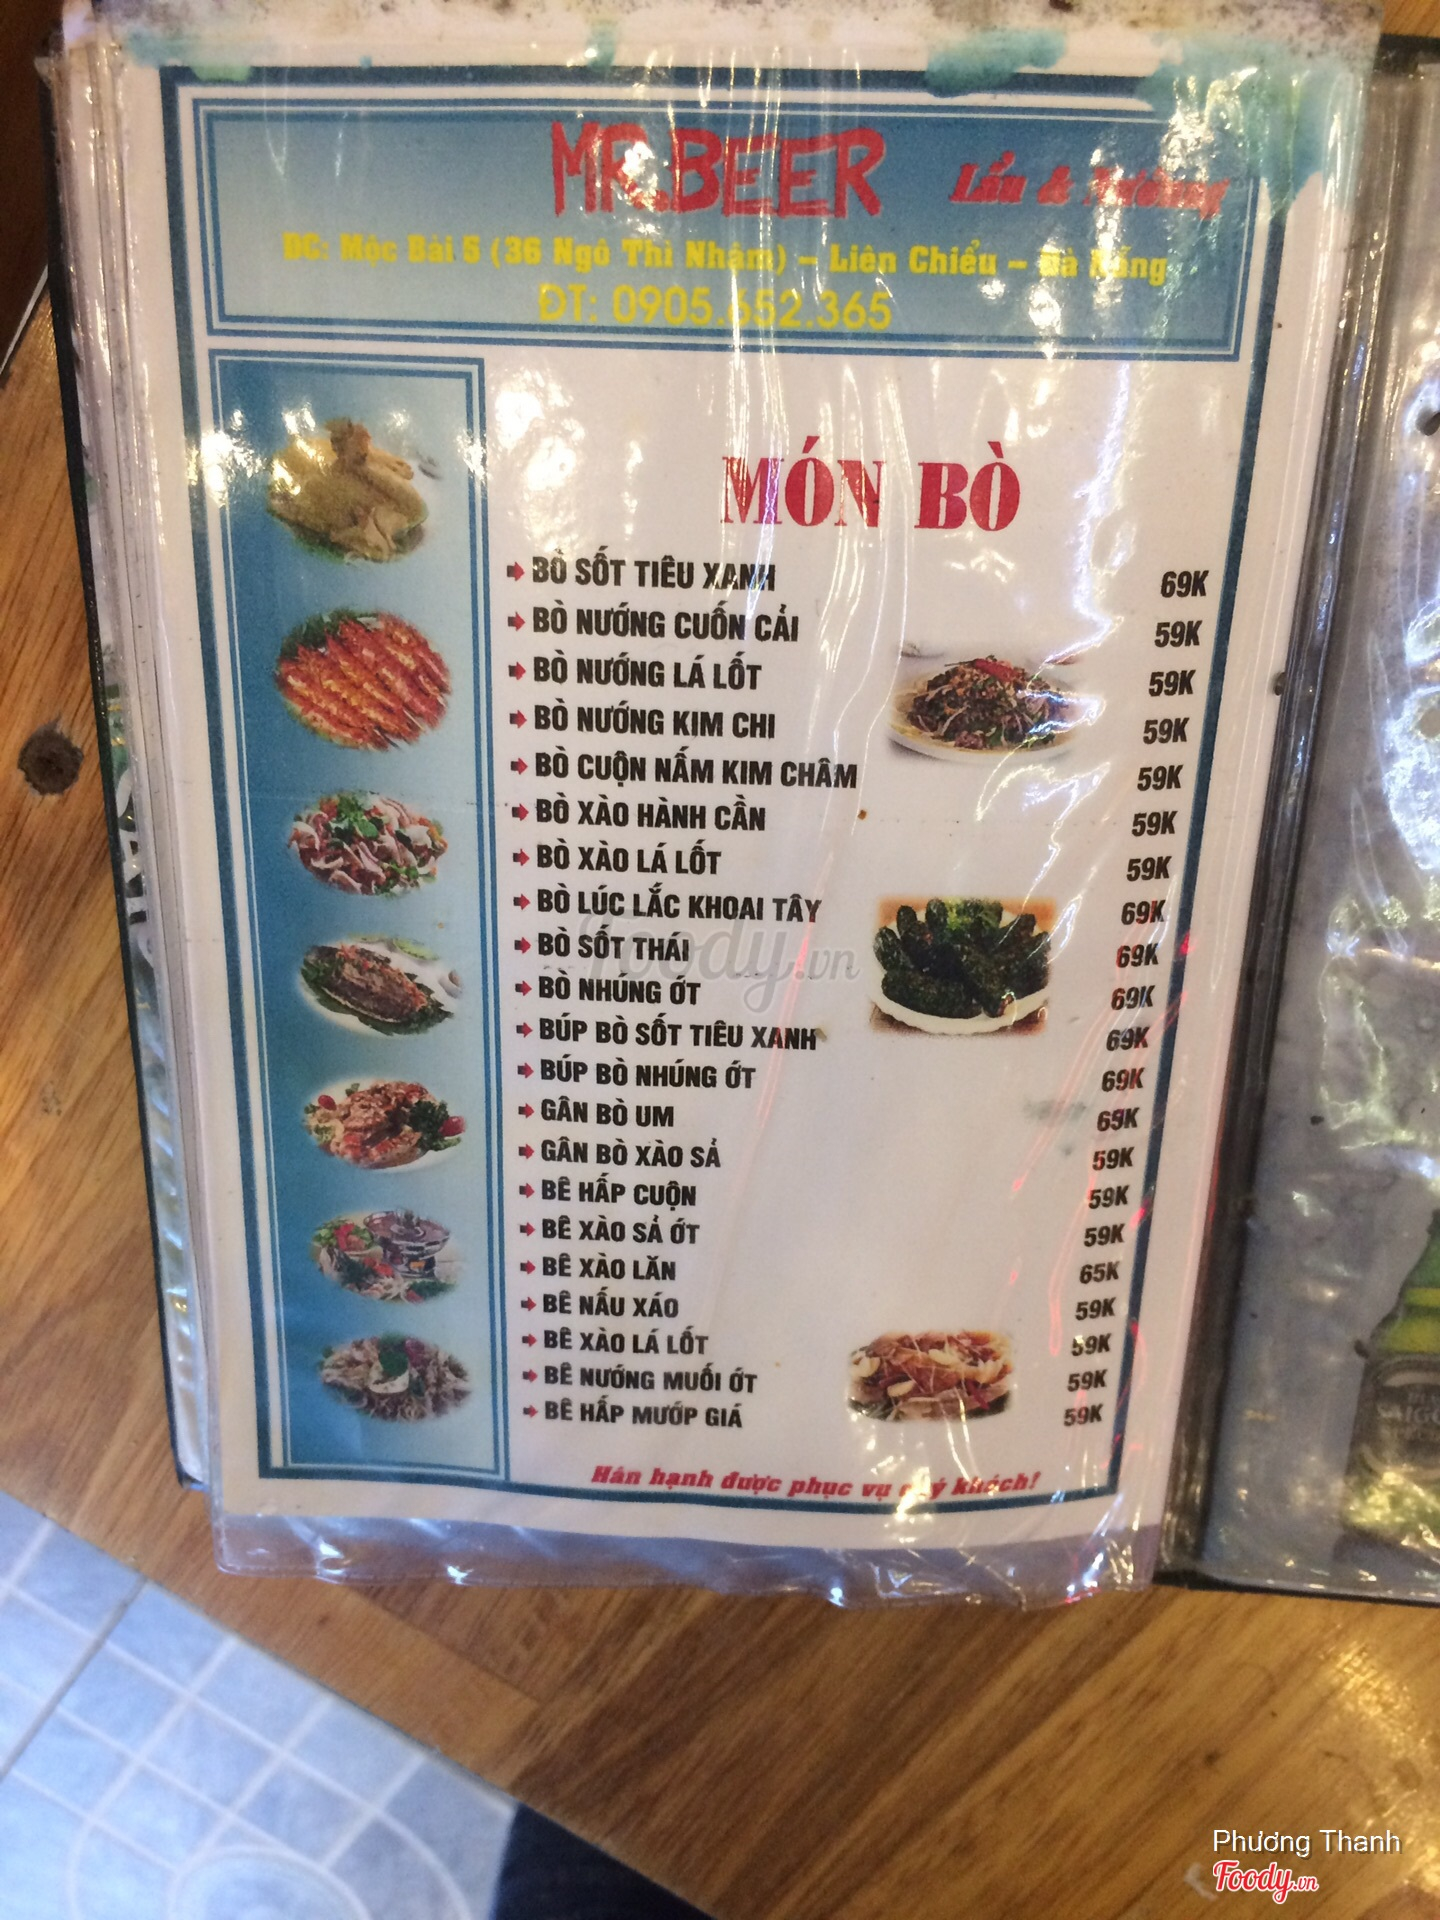 MR.BEER Lẩu & Nướng
ĐC: Mộc Bài 5 (36 Ngô Thì Nhậm) – Liên Chiểu – Đà Nẵng
ĐT: 0905.652.365
MÓN BÒ
BÒ SỐT TIÊU XANH 69K
BÒ NƯỚNG CUỐN CẢI 59K
BÒ NƯỚNG LÁ LỐT 59K
BÒ NƯỚNG KIM CHI 59K
BÒ CUỘN NẤM KIM CHÂM 59K
BÒ XÀO HÀNH CẦN 59K
BÒ XÀO LÁ LỐT 59K
BÒ LÚC LẮC KHOAI TÂY 69K
BÒ SỐT THÁI 69K
BÒ NHÚNG ỚT 69K
BÚP BÒ SỐT TIÊU XANH 69K
BÚP BÒ NHÚNG ỚT 69K
GÂN BÒ UM 65K
GÂN BÒ XÀO SẢ 59K
BÊ HẤP CUỘN 59K
BÊ XÀO SẢ ỚT 59K
BÊ XÀO LĂN 65K
BÊ NẤU XÁO 59K
BÊ XÀO LÁ LỐT 59K
BÊ NƯỚNG MUỐI ỚT 59K
BÊ HẤP MƯỚP GIÁ 59K
Hân hạnh được phục vụ quý khách!
Foody.vn
Phương Thanh
Foody.vn